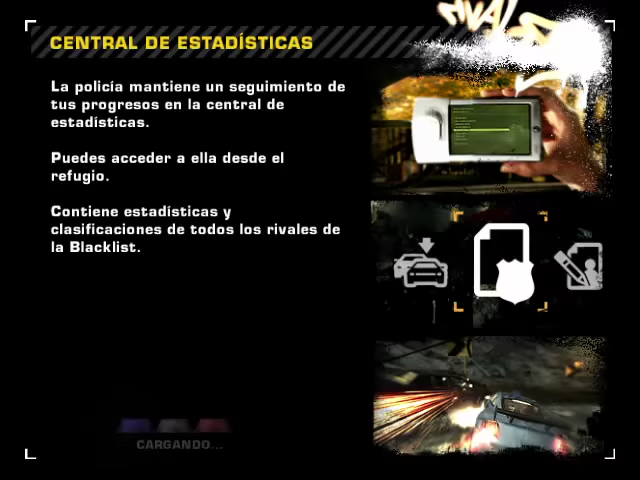 CENTRAL DE ESTADÍSTICAS
La policía mantiene un seguimiento de
tus progresos en la central de
estadísticas.
Puedes acceder a ella desde el
refugio.
Contiene estadísticas y
clasificaciones de todos los rivales de
la Blacklist.
CARGANDO...